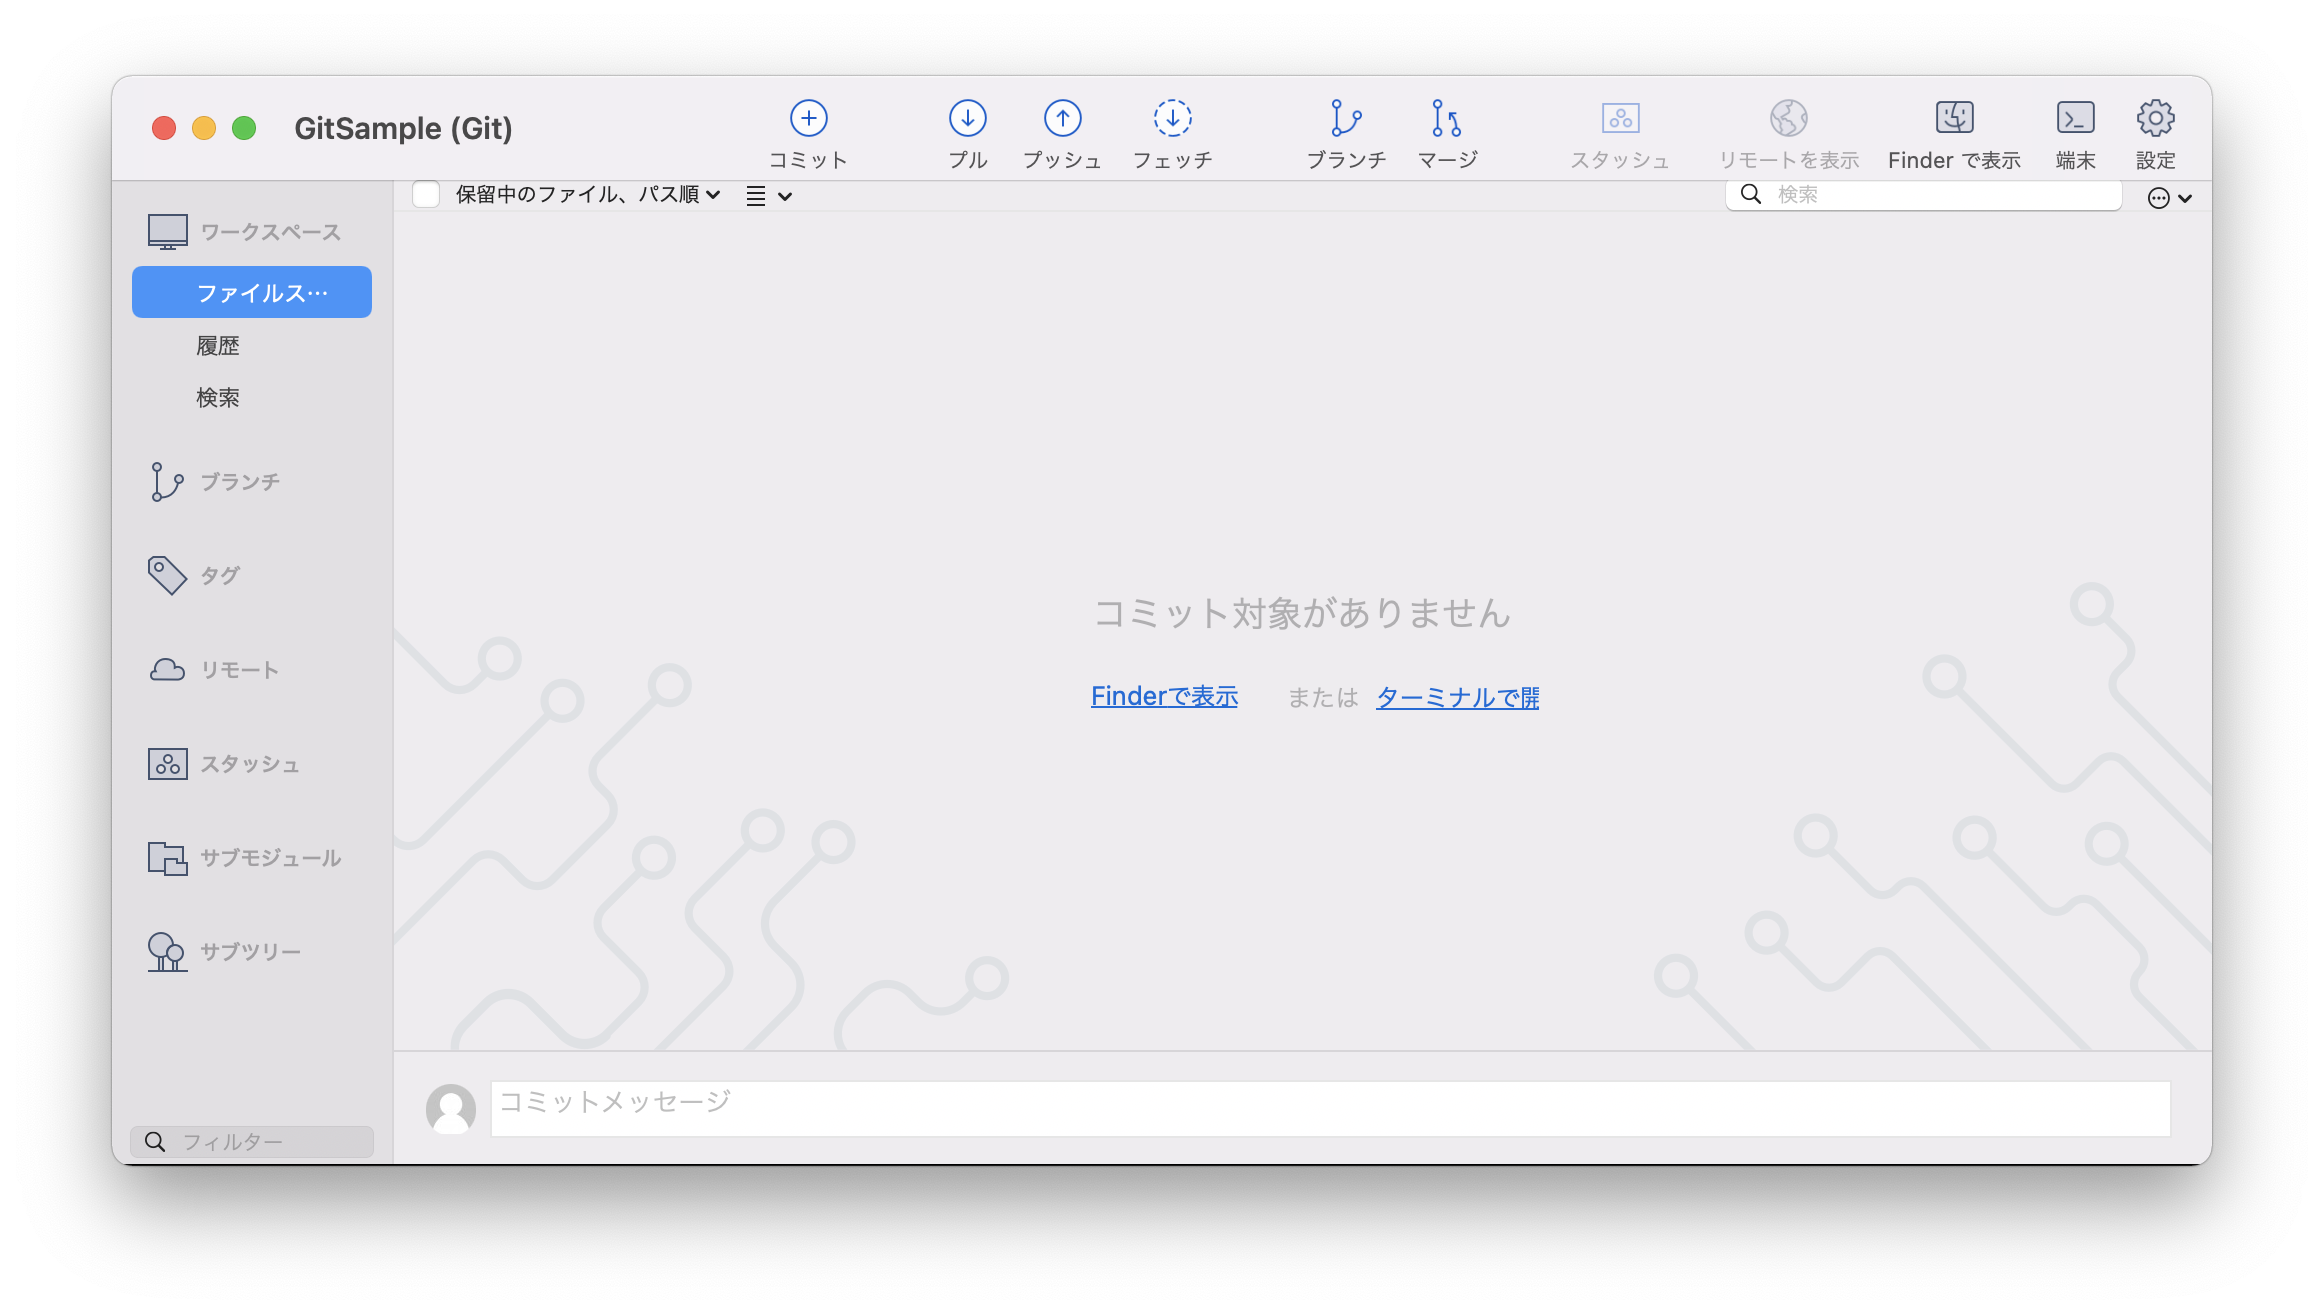 GitSample (Git)
コミット
プル
プッシュ
フェッチ
ブランチ
マージ
スタッシュ
リモートを表示
Finder で表示
端末
設定
保留中のファイル、パス順
検索
ワークスペース
ファイルス…
履歴
検索
ブランチ
タグ
リモート
スタッシュ
サブモジュール
サブツリー
フィルター
コミット対象がありません
Finderで表示 または ターミナルで開
コミットメッセージ